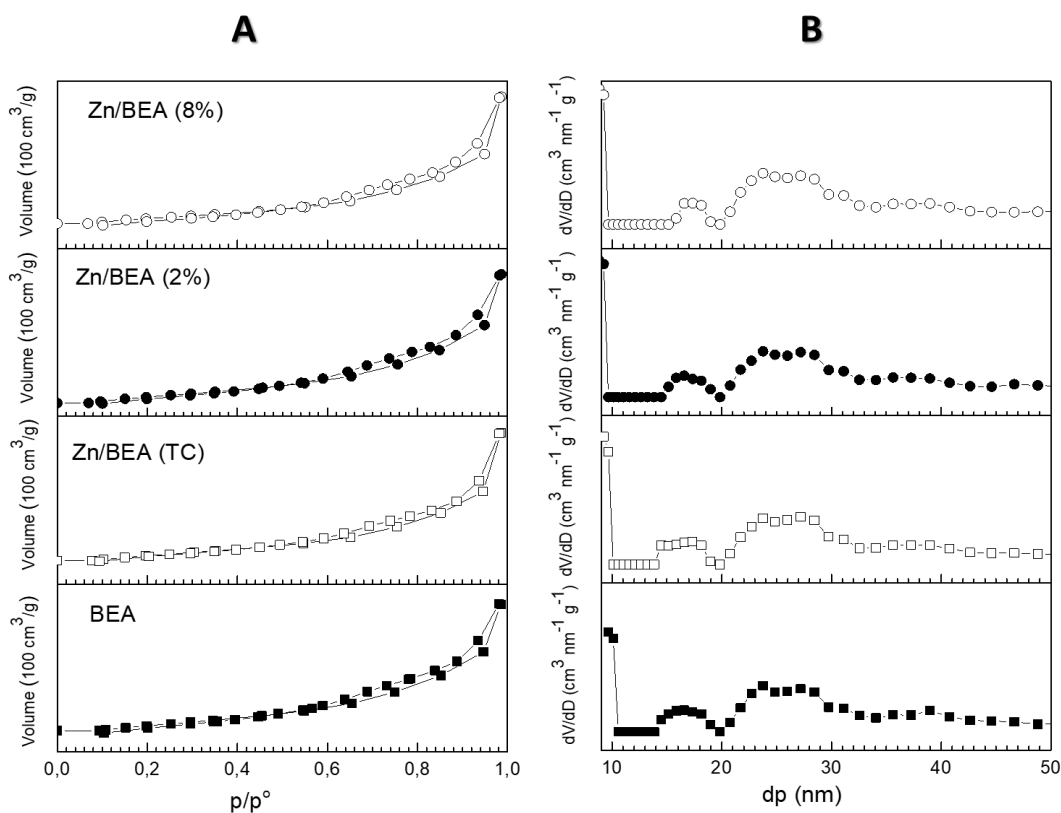 A
B
Zn/BEA (8%)
Volume (100 cm³/g)
dV/dD (cm³ nm⁻¹ g⁻¹)
Zn/BEA (2%)
Volume (100 cm³/g)
dV/dD (cm³ nm⁻¹ g⁻¹)
Zn/BEA (TC)
Volume (100 cm³/g)
dV/dD (cm³ nm⁻¹ g⁻¹)
BEA
Volume (100 cm³/g)
dV/dD (cm³ nm⁻¹ g⁻¹)
0,0 0,2 0,4 0,6 0,8 1,0
p/p°
10 20 30 40 50
dp (nm)